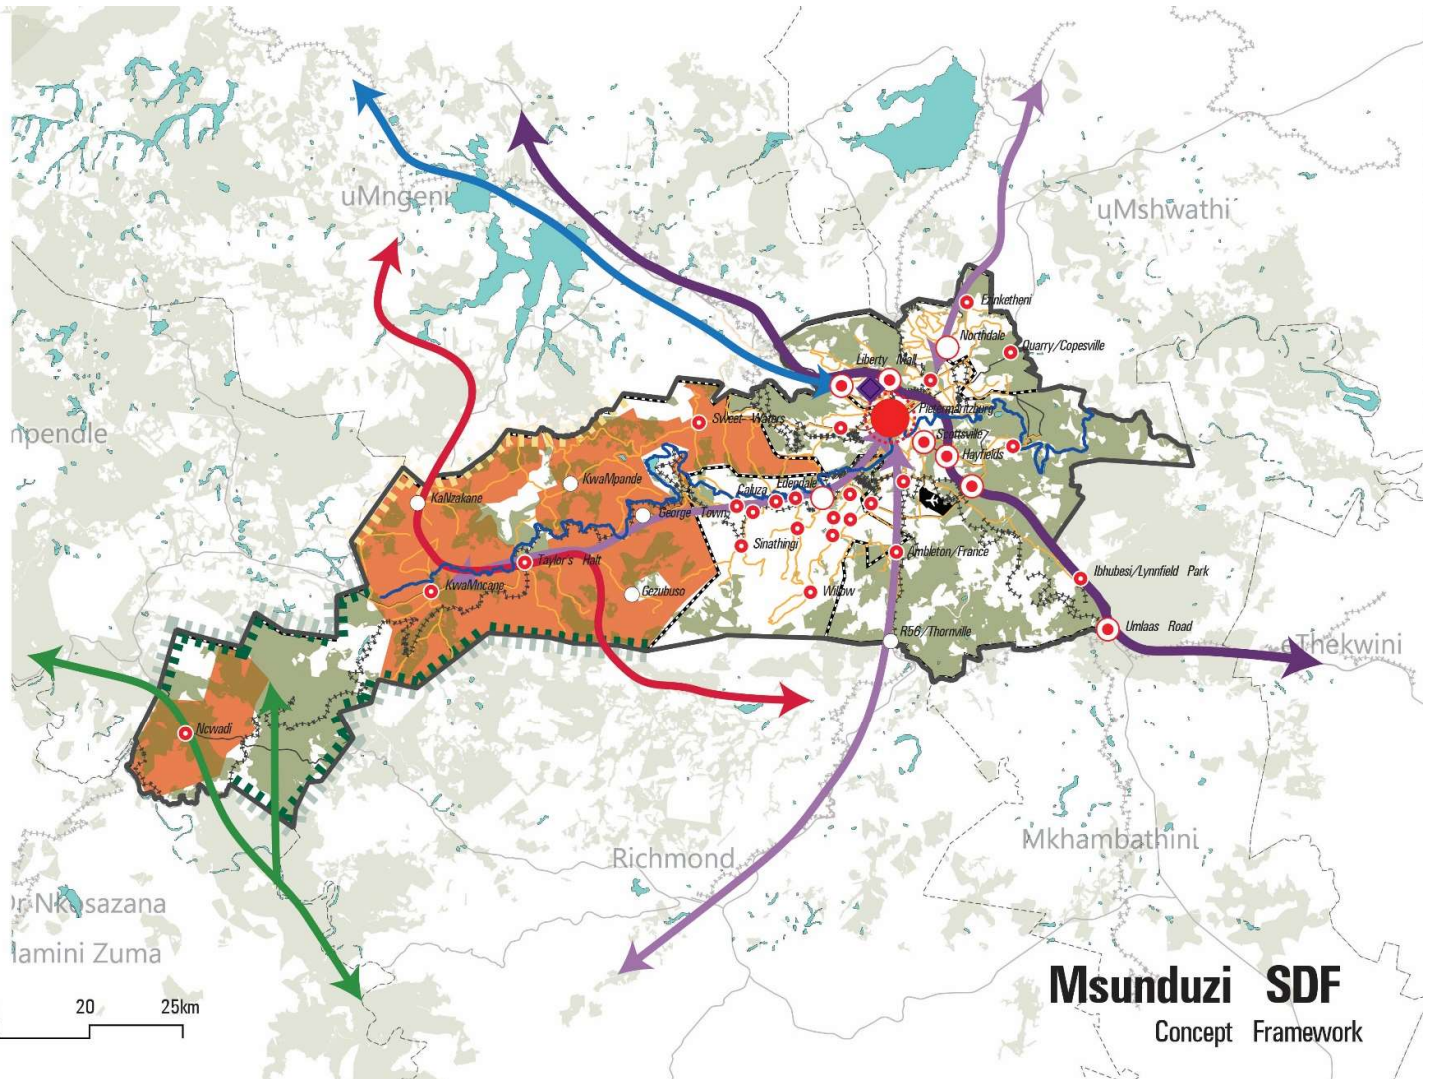 uMngeni
uMshwathi
Ezinketheni
Northdale
Quarry/Copesville
Liberty Mall
Pietermaritzburg
Sweet- Waters
mpendle
Scottsville/
Hayfields
KwaMpande
KaNzakane
Caluza
Edendale
George Town
Sinathingi
Ambleton/France
Taylor's Halt
Ibhubesi/Lynnfield Park
KwaMncane
Gezubuso
Willow
R56/Thornville
Umlaas Road
eThekwini
Ncwadi
Mkhambathini
Richmond
Dr Nkosazana
lamini Zuma
Msunduzi SDF
20
25km
Concept Framework